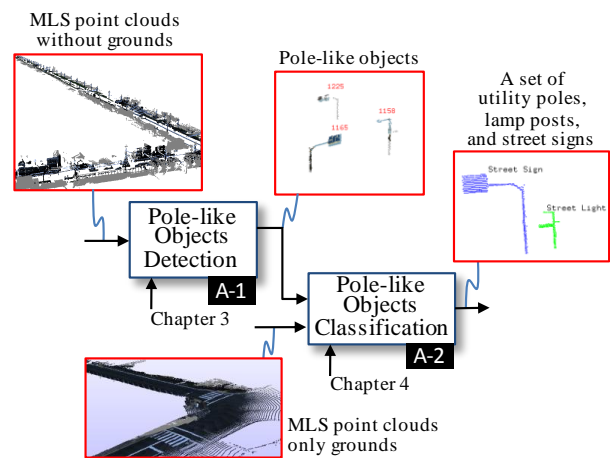 MLS point clouds
without grounds
Pole-like objects
1225
1158
1165
A set of
utility poles,
lamp posts,
and street signs
Street Sign
Street Light
Pole-like
Objects
Detection
A-1
Chapter 3
Pole-like
Objects
Classification
A-2
Chapter 4
MLS point clouds
only grounds